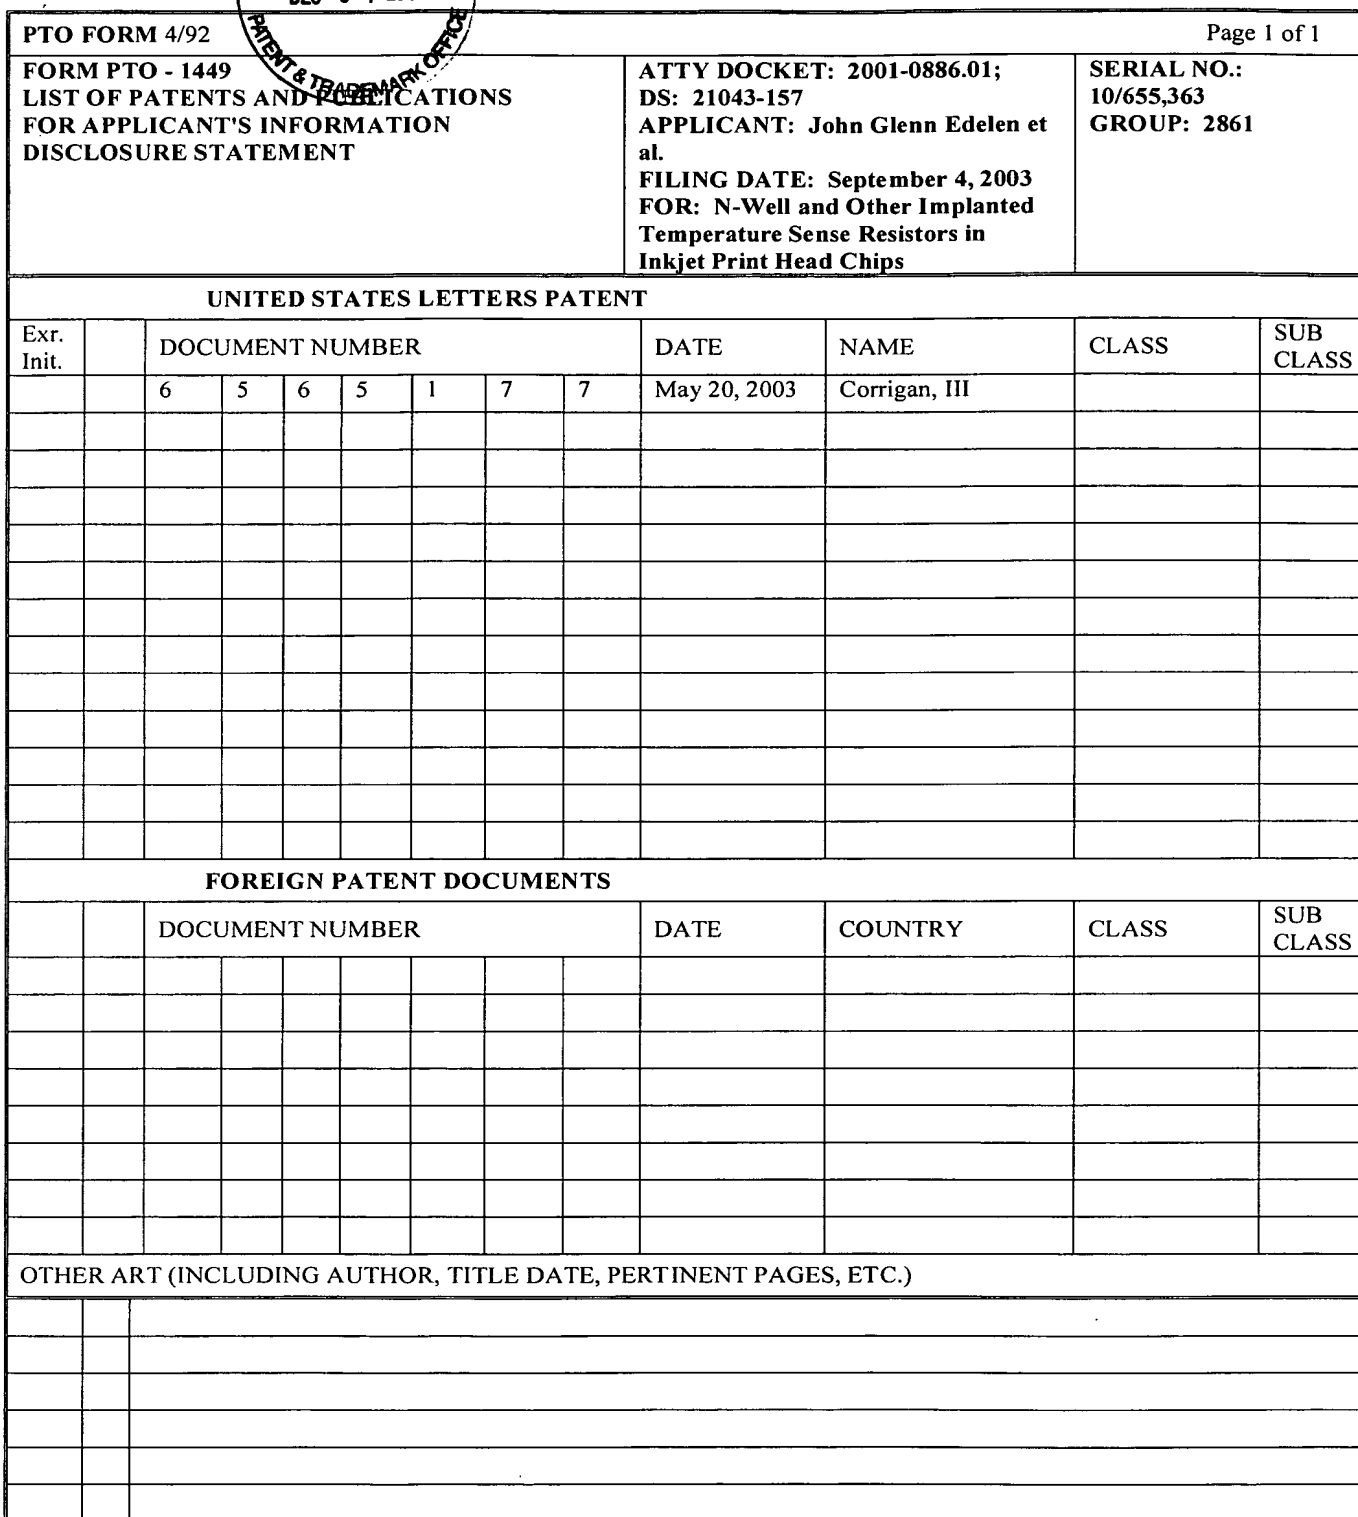 PTO FORM 4/92
Page 1 of 1
PATENT & TRADEMARK OFFICE
FORM PTO - 1449
LIST OF PATENTS AND PUBLICATIONS
FOR APPLICANT'S INFORMATION
DISCLOSURE STATEMENT
ATTY DOCKET: 2001-0886.01;
DS: 21043-157
APPLICANT: John Glenn Edelen et
al.
FILING DATE: September 4, 2003
FOR: N-Well and Other Implanted
Temperature Sense Resistors in
Inkjet Print Head Chips
SERIAL NO.:
10/655,363
GROUP: 2861
UNITED STATES LETTERS PATENT
Exr.
Init.
DOCUMENT NUMBER
DATE
NAME
CLASS
SUB
CLASS
6 5 6 5 1 7 7 May 20, 2003 Corrigan, III
FOREIGN PATENT DOCUMENTS
DOCUMENT NUMBER
DATE
COUNTRY
CLASS
SUB
CLASS
OTHER ART (INCLUDING AUTHOR, TITLE DATE, PERTINENT PAGES, ETC.)